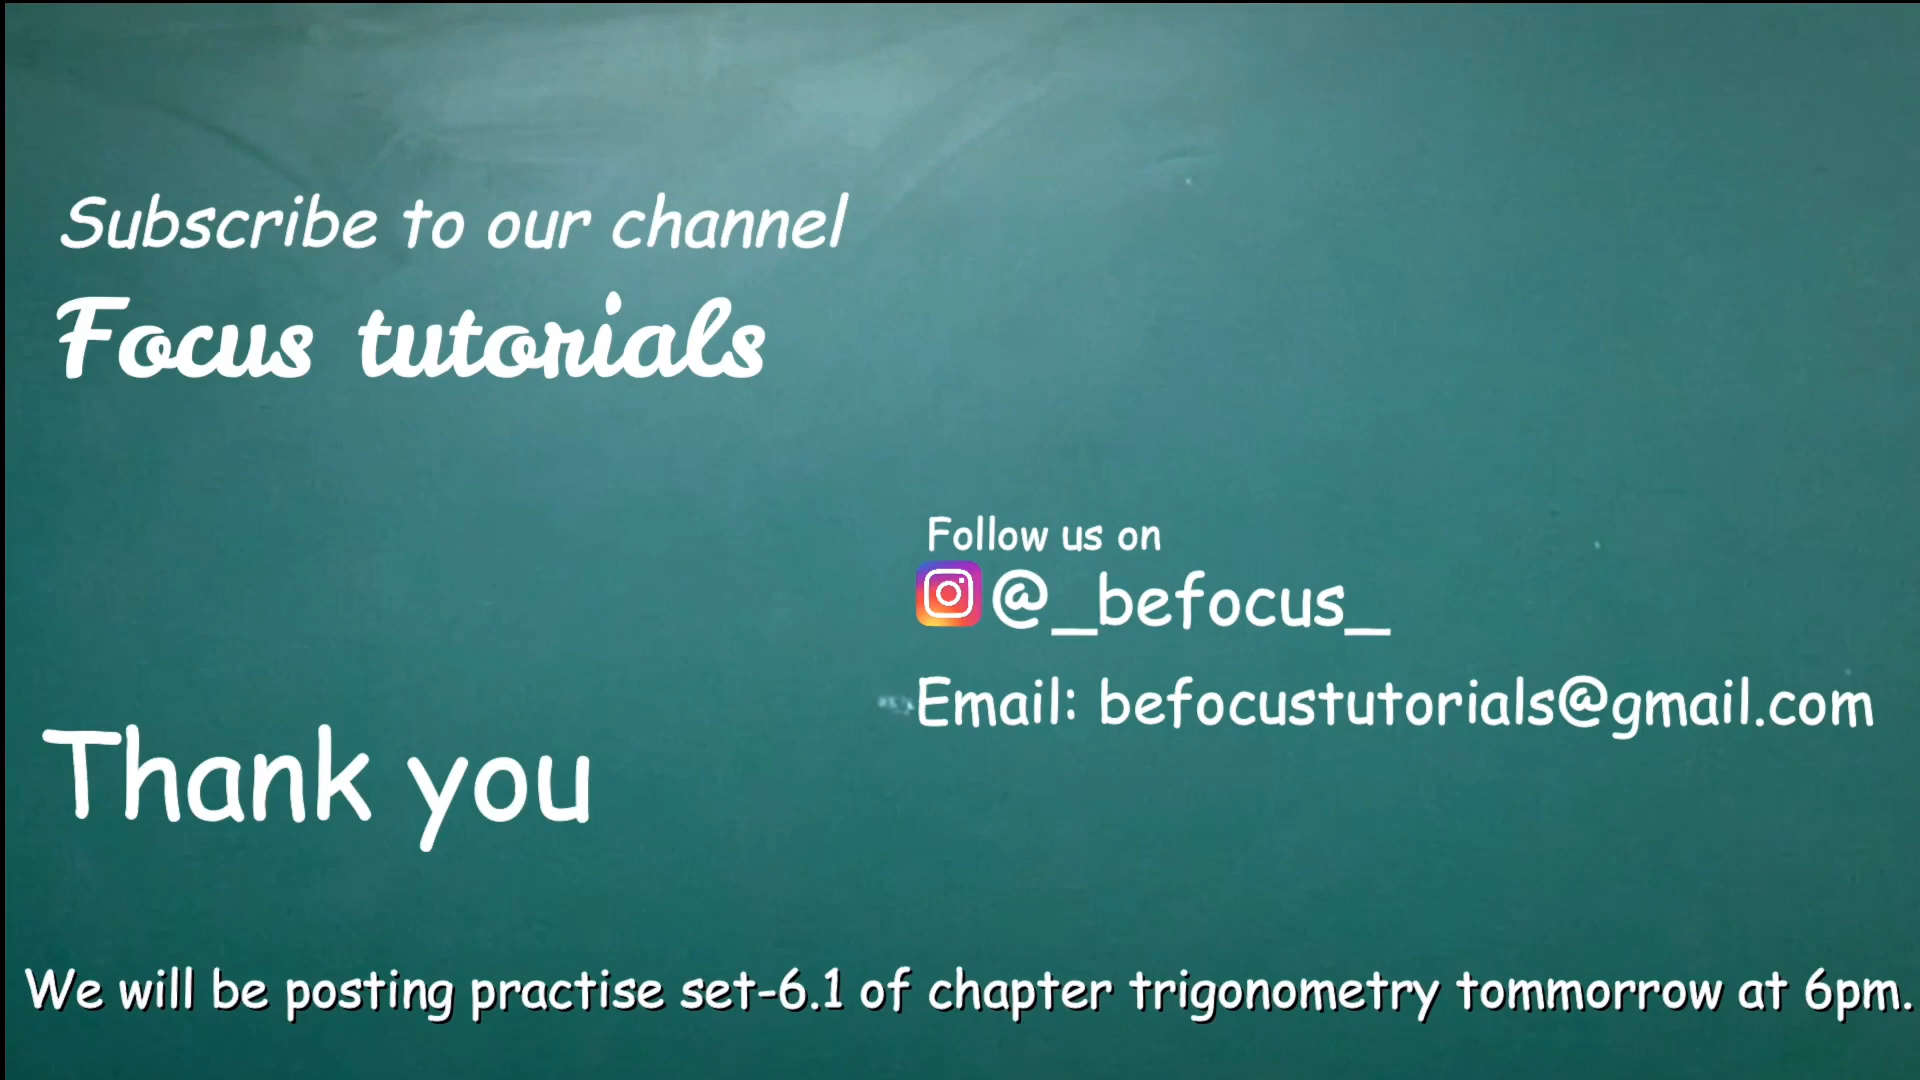 Subscribe to our channel
Focus tutorials
Follow us on
@_befocus_
Email: befocustutorials@gmail.com
Thank you
We will be posting practise set-6.1 of chapter trigonometry tommorrow at 6pm.